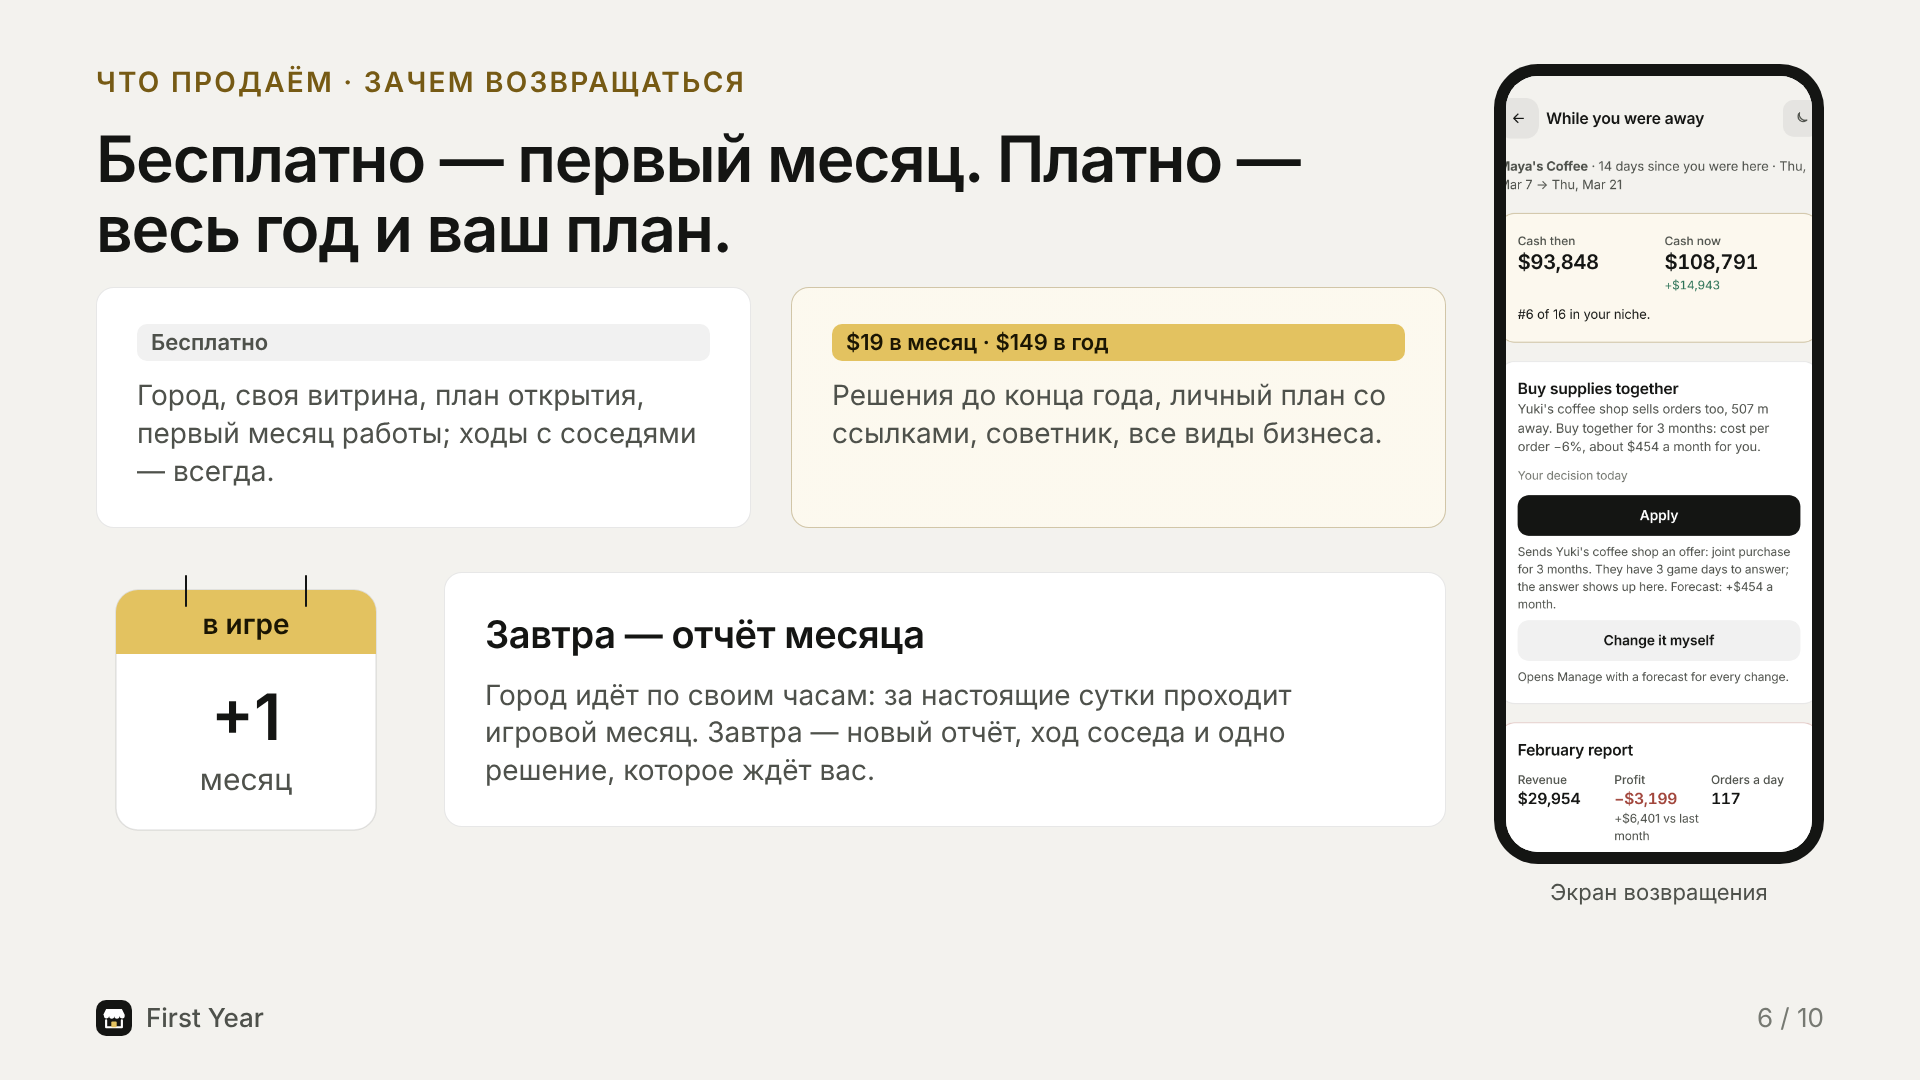 ЧТО ПРОДАЁМ · ЗАЧЕМ ВОЗВРАЩАТЬСЯ
Бесплатно — первый месяц. Платно —
весь год и ваш план.
Бесплатно
Город, своя витрина, план открытия,
первый месяц работы; ходы с соседями
— всегда.
$19 в месяц · $149 в год
Решения до конца года, личный план со
ссылками, советник, все виды бизнеса.
в игре
+1
месяц
Завтра — отчёт месяца
Город идёт по своим часам: за настоящие сутки проходит
игровой месяц. Завтра — новый отчёт, ход соседа и одно
решение, которое ждёт вас.
← While you were away
Maya's Coffee · 14 days since you were here · Thu,
Mar 7 → Thu, Mar 21
Cash then
$93,848
Cash now
$108,791
+$14,943
#6 of 16 in your niche.
Buy supplies together
Yuki's coffee shop sells orders too, 507 m
away. Buy together for 3 months: cost per
order −6%, about $454 a month for you.
Your decision today
Apply
Sends Yuki's coffee shop an offer: joint purchase
for 3 months. They have 3 game days to answer;
the answer shows up here. Forecast: +$454 a
month.
Change it myself
Opens Manage with a forecast for every change.
February report
Revenue
$29,954
Profit
−$3,199
+$6,401 vs last
month
Orders a day
117
Экран возвращения
First Year
6 / 10